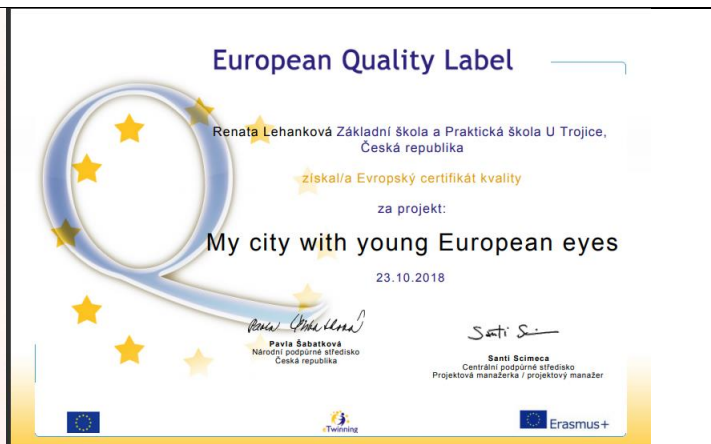 European Quality Label
Renata Lehanková Základní škola a Praktická škola U Trojice,
Česká republika
získal/a Evropský certifikát kvality
za projekt:
My city with young European eyes
23.10.2018
Pavla Šabatková
Národní podpůrné středisko
Česká republika
Santi Scimeca
Centrální podpůrné středisko
Projektová manažerka / projektový manažer
eTwinning
Erasmus+